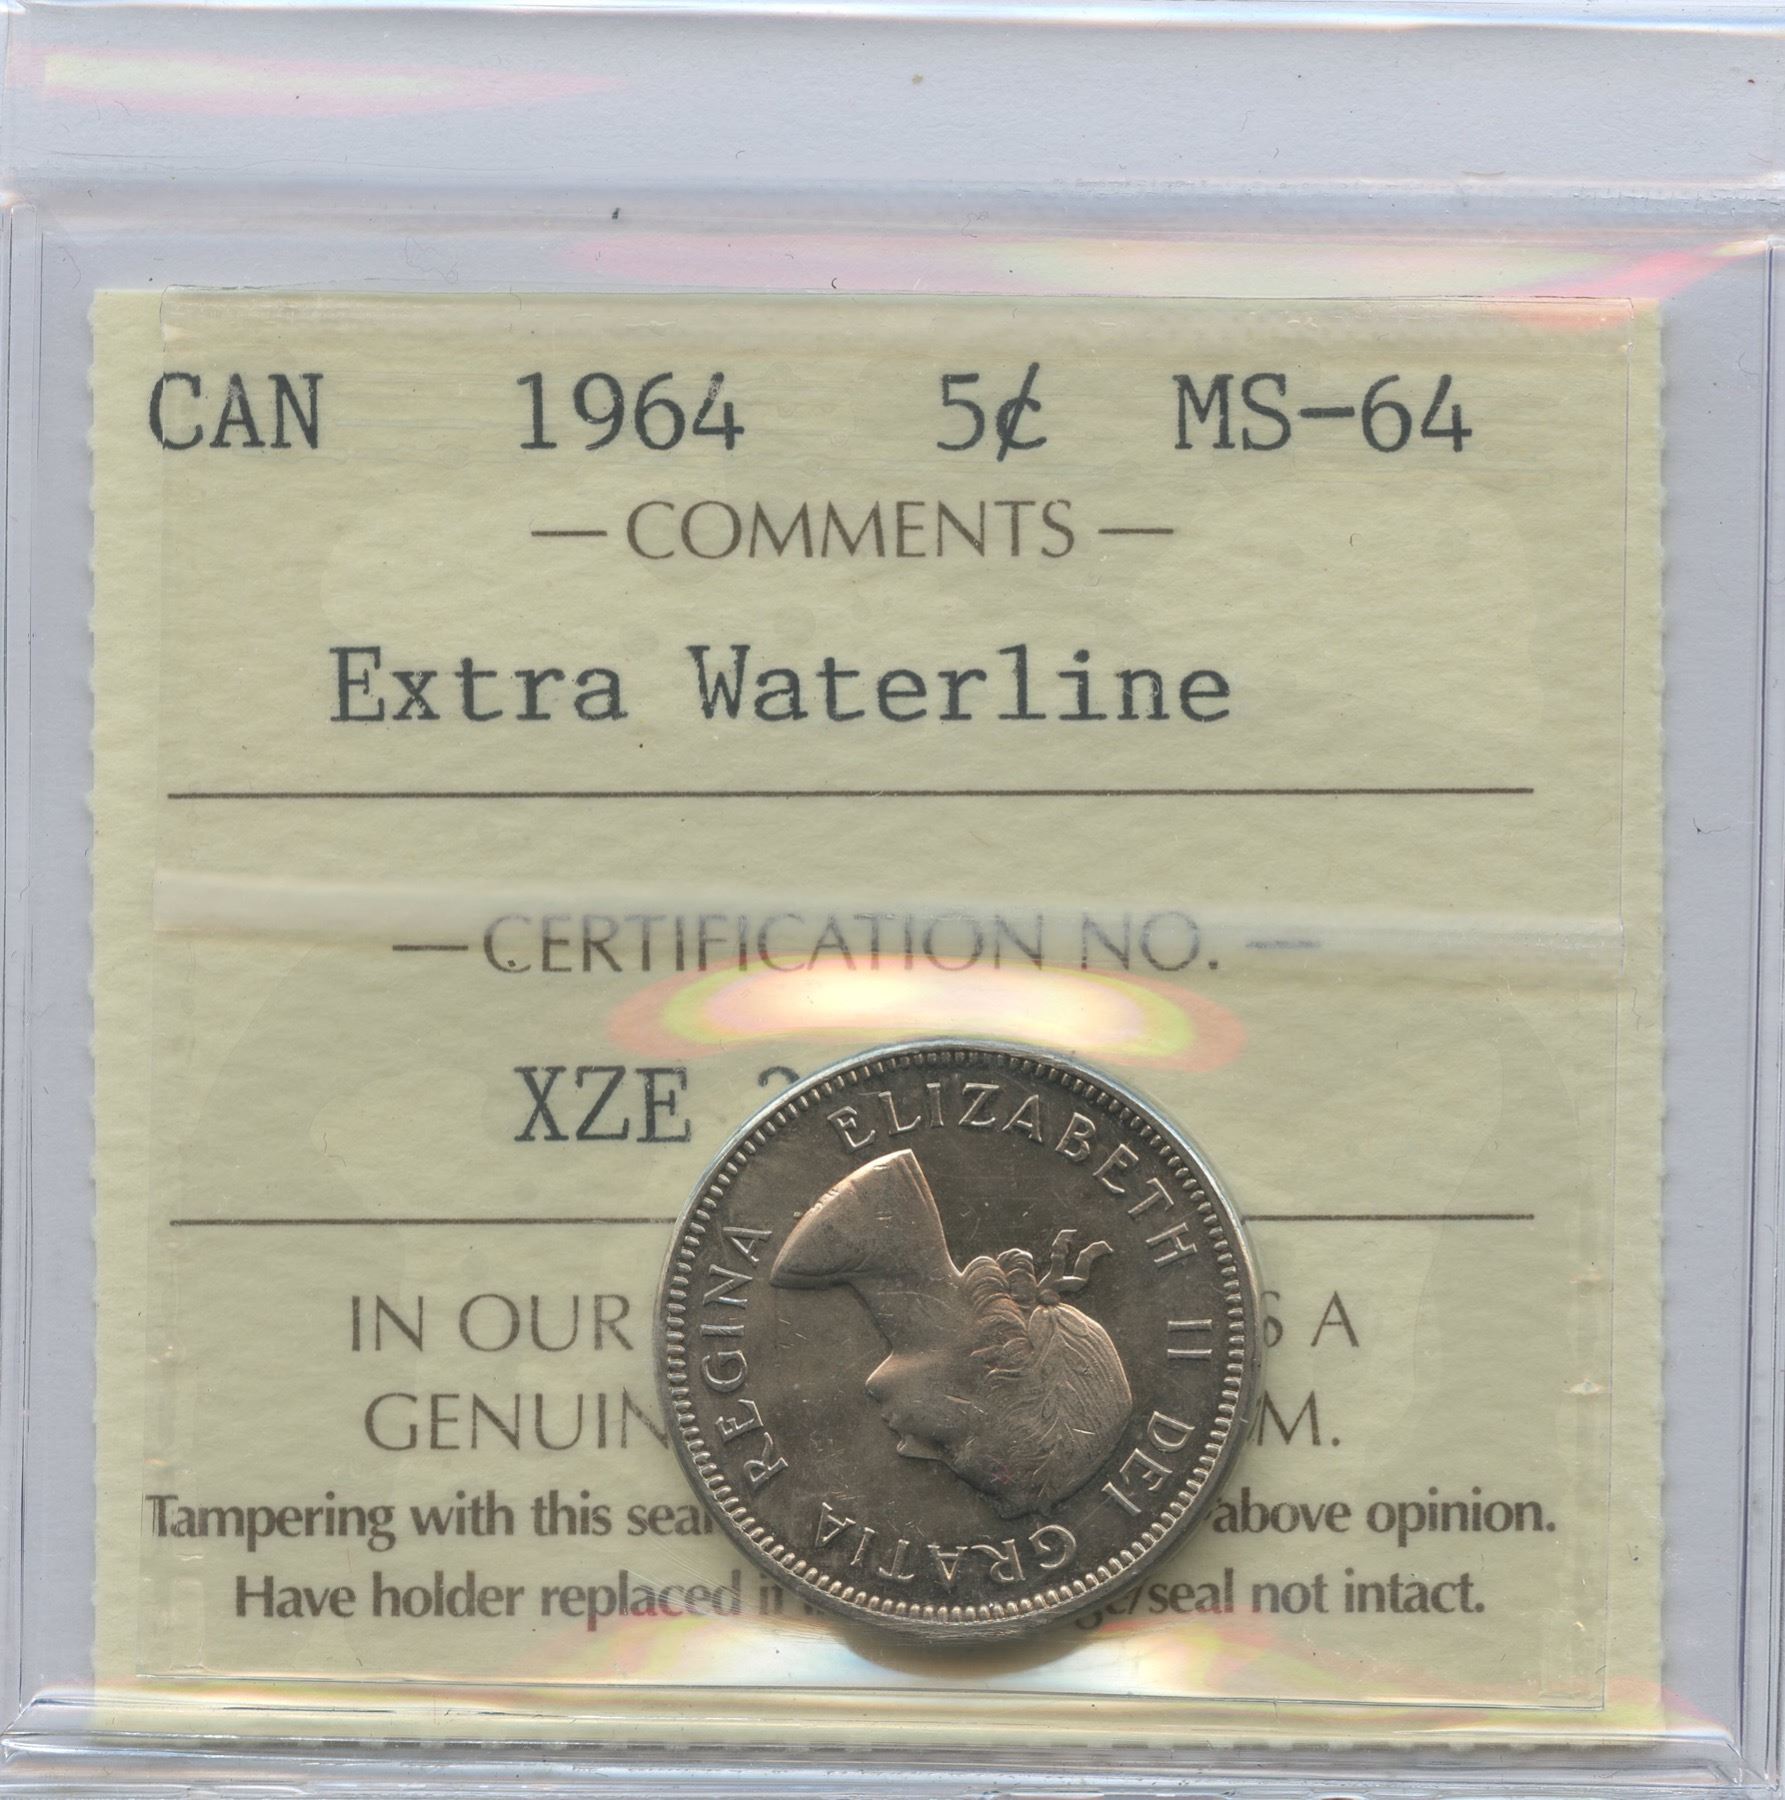 CAN 1964 5¢ MS-64
— COMMENTS —
Extra Waterline
— CERTIFICATION NO. —
XZE
IN OUR A
GENUIN M.
Tampering with this seal above opinion.
Have holder replaced /seal not intact.
ELIZABETH II DEI GRATIA REGINA